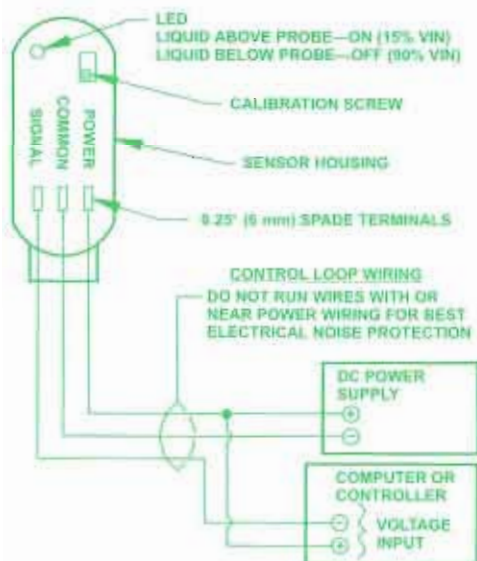 LED
LIQUID ABOVE PROBE—ON (15% VIN)
LIQUID BELOW PROBE—OFF (90% VIN)
CALIBRATION SCREW
SIGNAL
COMMON
POWER
SENSOR HOUSING
0.25" (6 mm) SPADE TERMINALS
CONTROL LOOP WIRING
DO NOT RUN WIRES WITH OR
NEAR POWER WIRING FOR BEST
ELECTRICAL NOISE PROTECTION
DC POWER
SUPPLY
+
−
COMPUTER OR
CONTROLLER
− VOLTAGE
+ INPUT